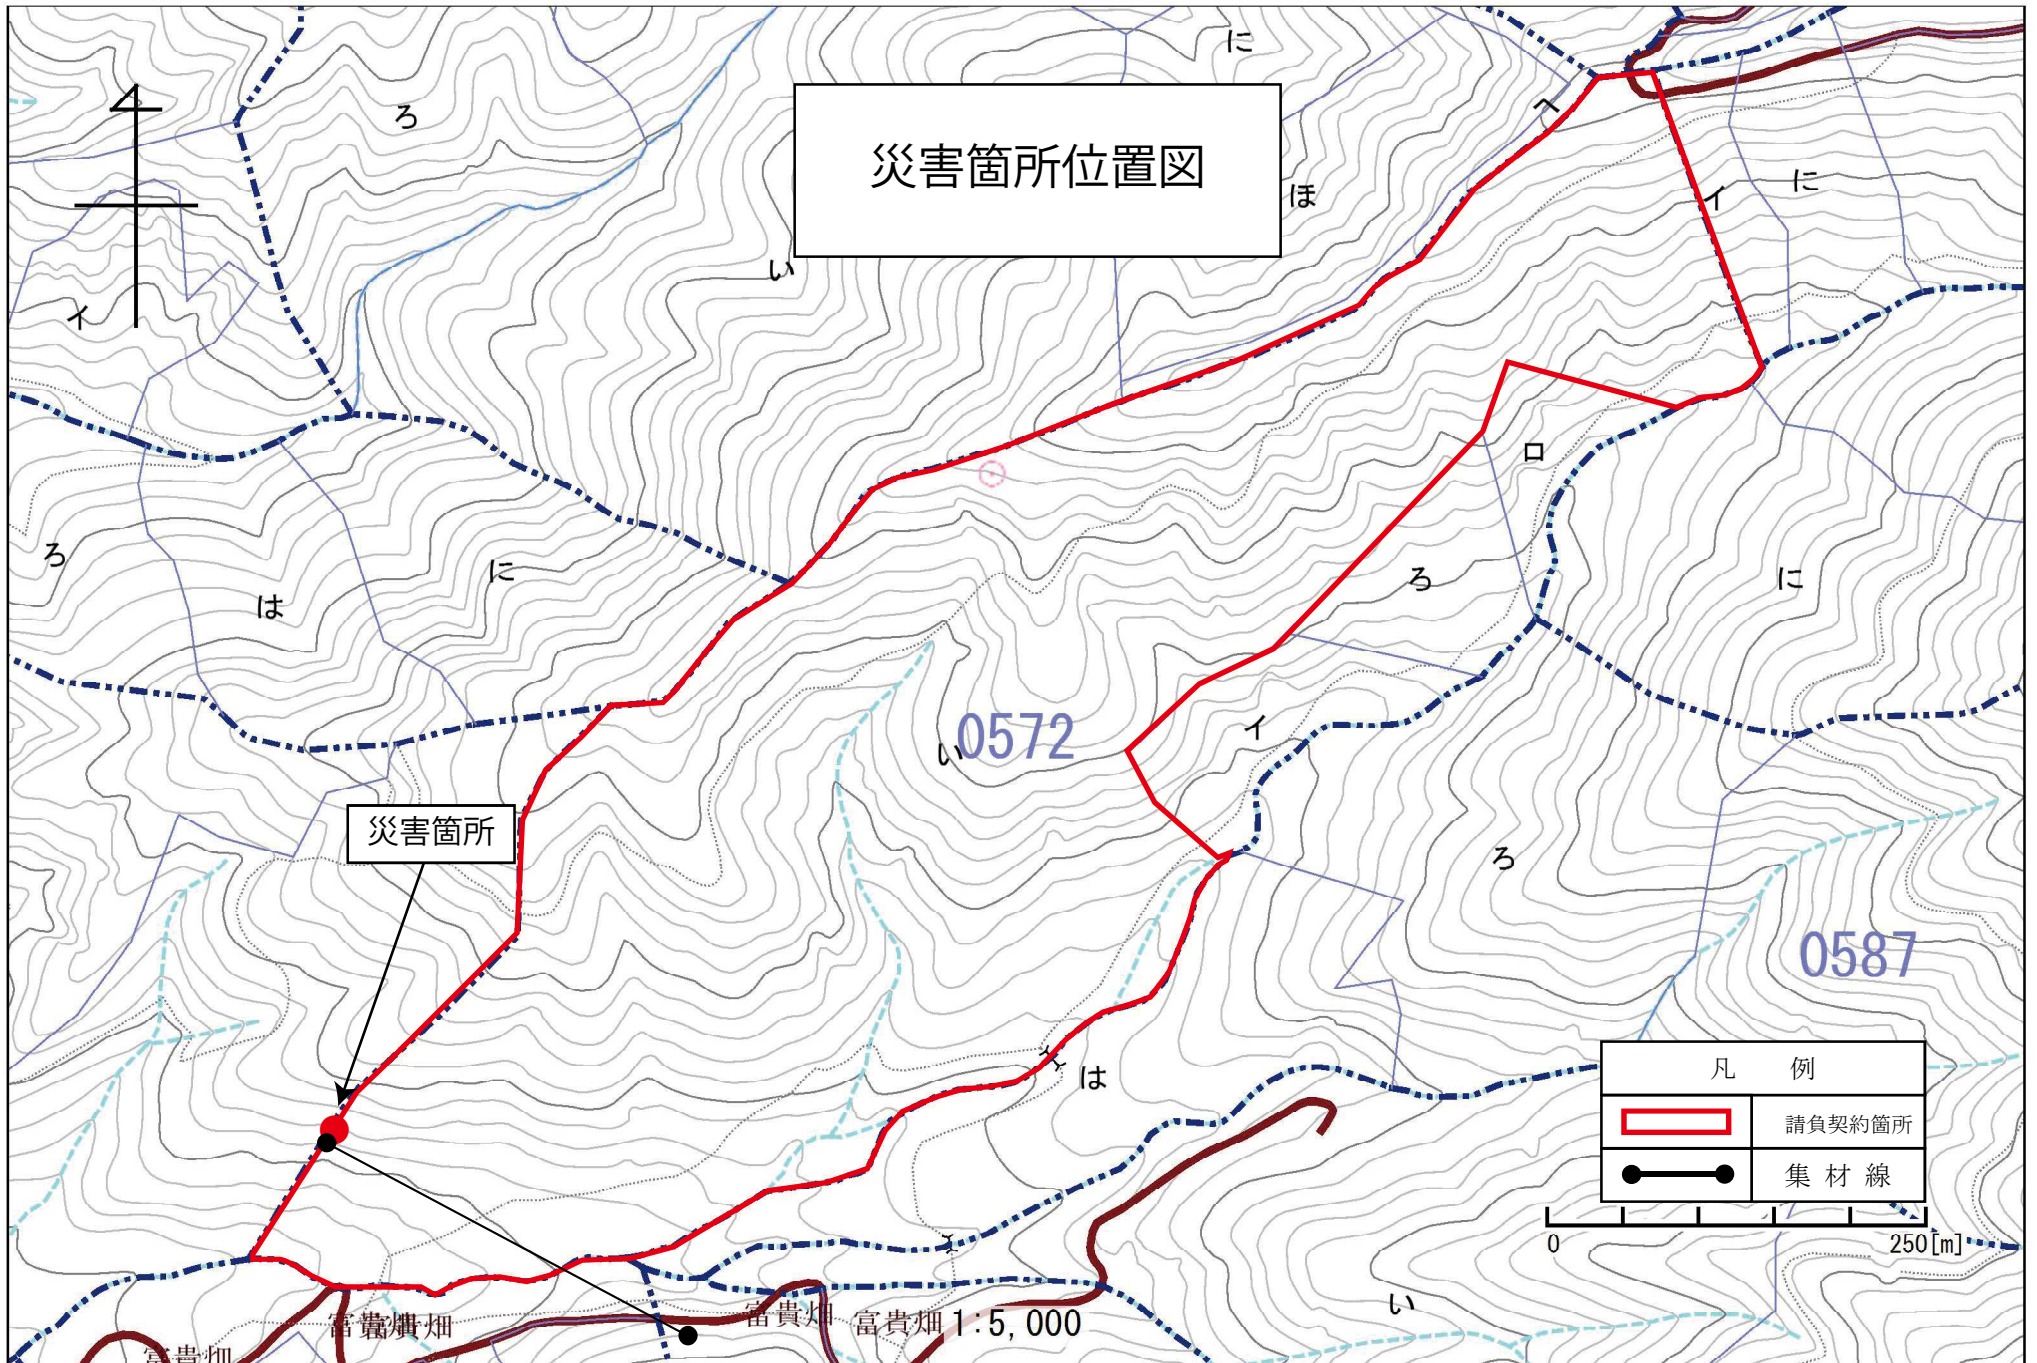 に
ろ
へ
災害箇所位置図
ほ
イ
に
い
イ
ロ
ろ
に
は
ろ
に
0572
い
イ
災害箇所
ろ
0587
は
凡 例
請負契約箇所
集材線
0 250[m]
い
富貴畑
富貴畑
富貴畑
富貴畑
1:5,000
富貴畑